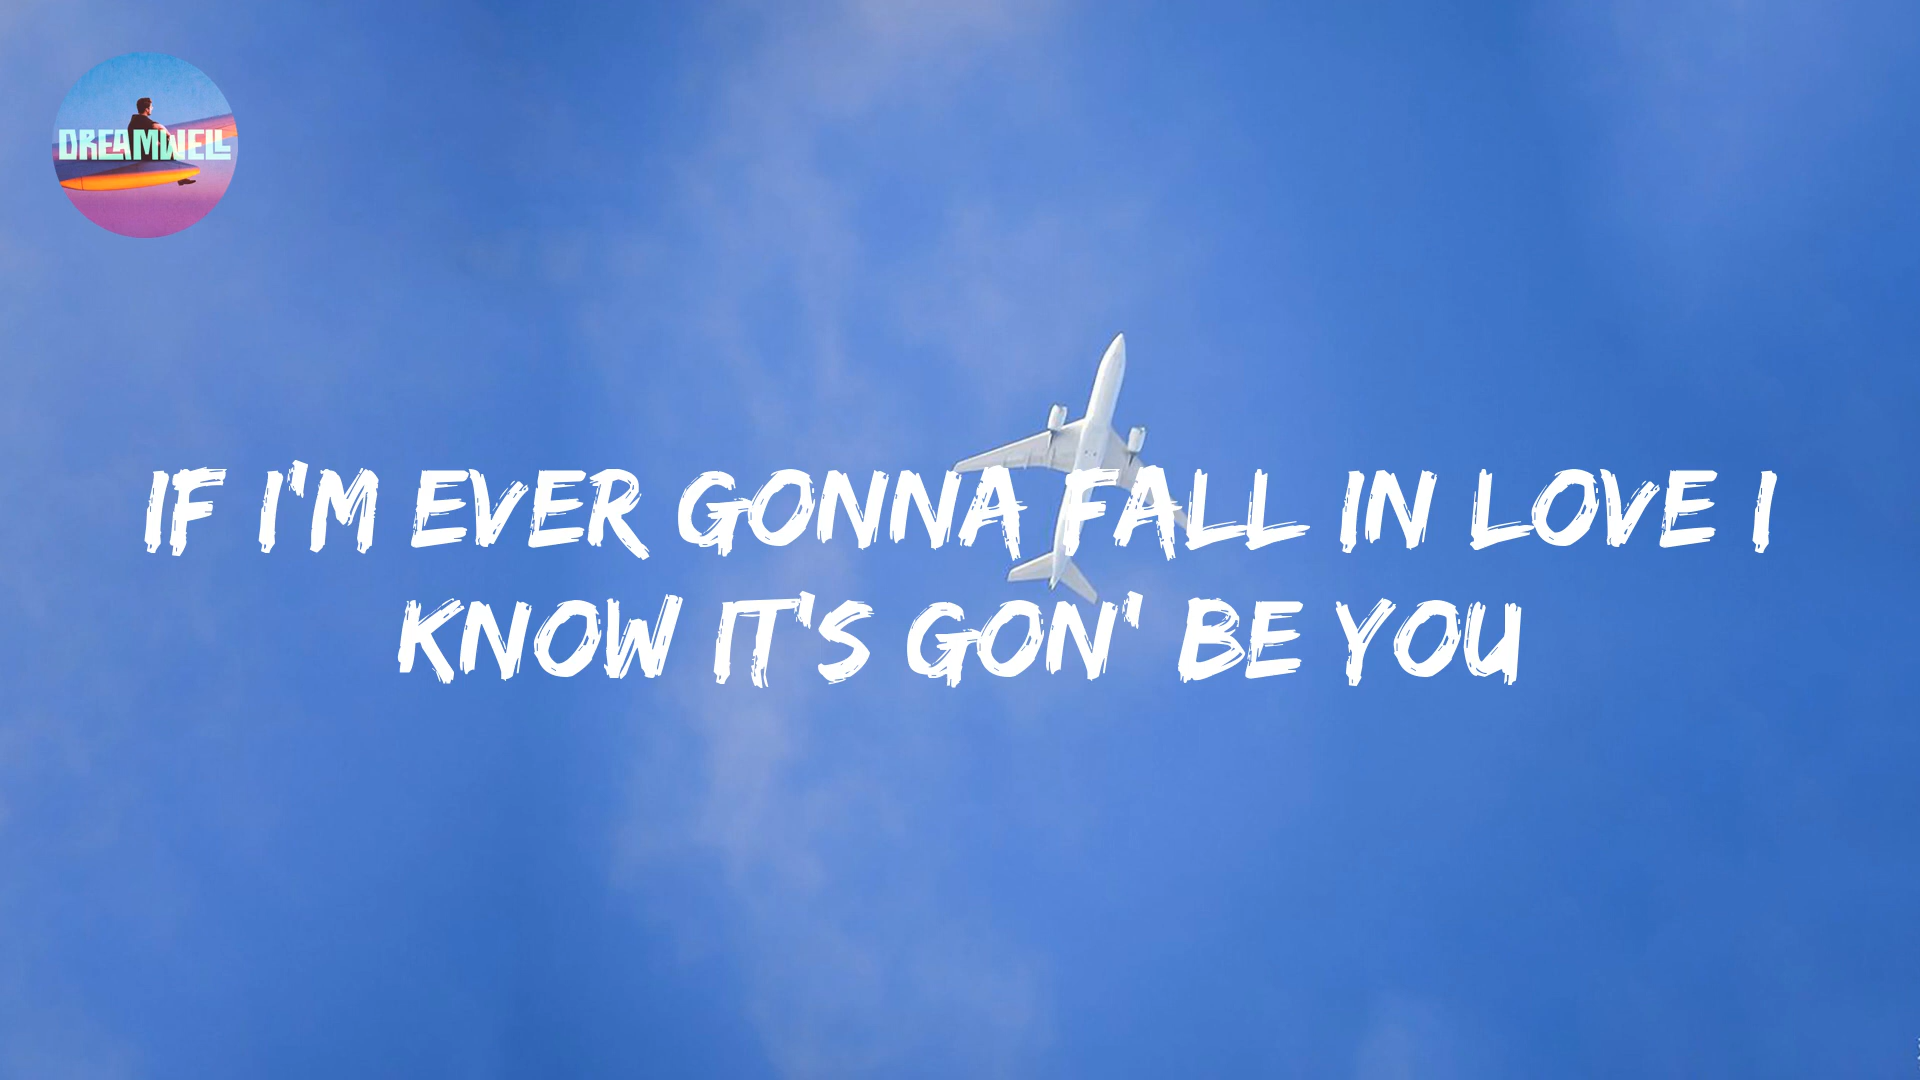 DREAMWELL
IF I'M EVER GONNA FALL IN LOVE I
KNOW IT'S GON' BE YOU